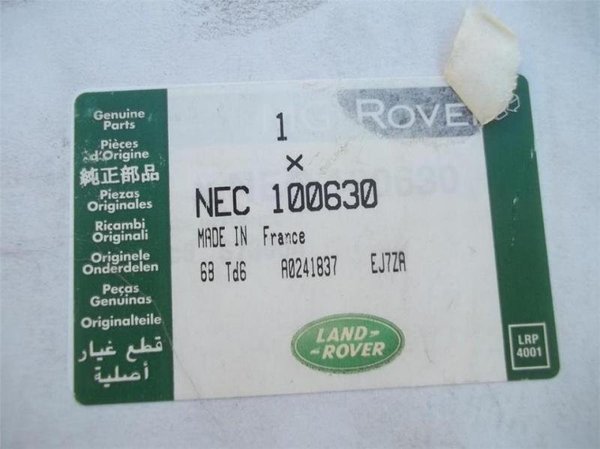 Genuine
Parts
Pièces
d'Origine
純正部品
Piezas
Originales
Ricambi
Originali
Originele
Onderdelen
Peças
Genuinas
Originalteile
قطع غيار
أصلية
ROVER
1
×
NEC 100630
MADE IN France
68 Td6 A0241837 EJ7ZA
LAND-
-ROVER
LRP
4001